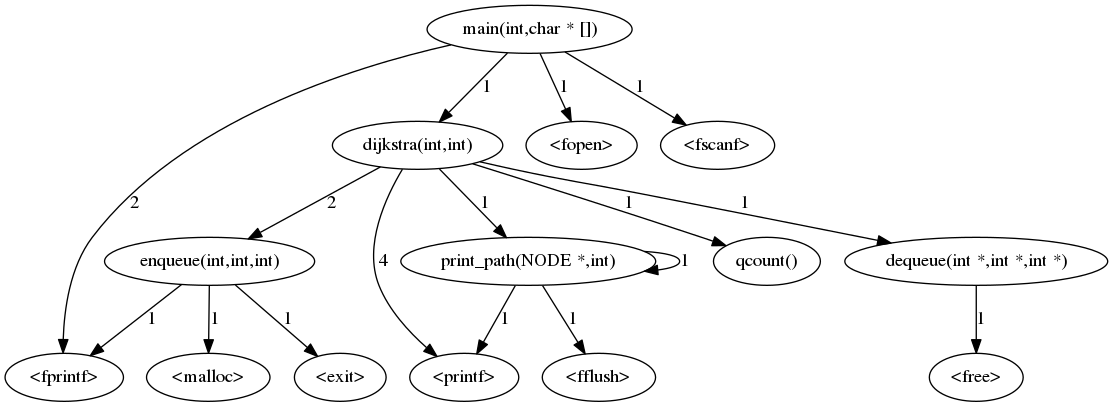 main(int,char * [])
1
1
1
dijkstra(int,int)
<fopen>
<fscanf>
2
2
1
1
1
enqueue(int,int,int)
4
print_path(NODE *,int)
1
qcount()
dequeue(int *,int *,int *)
1
1
1
1
1
1
<fprintf>
<malloc>
<exit>
<printf>
<fflush>
<free>